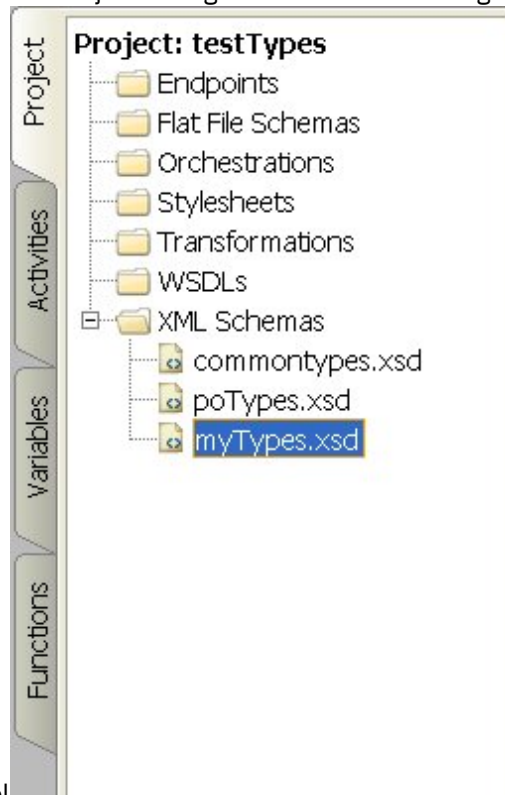 Project: testTypes
Endpoints
Flat File Schemas
Orchestrations
Stylesheets
Transformations
WSDLs
XML Schemas
commontypes.xsd
poTypes.xsd
myTypes.xsd
Project
Activities
Variables
Functions